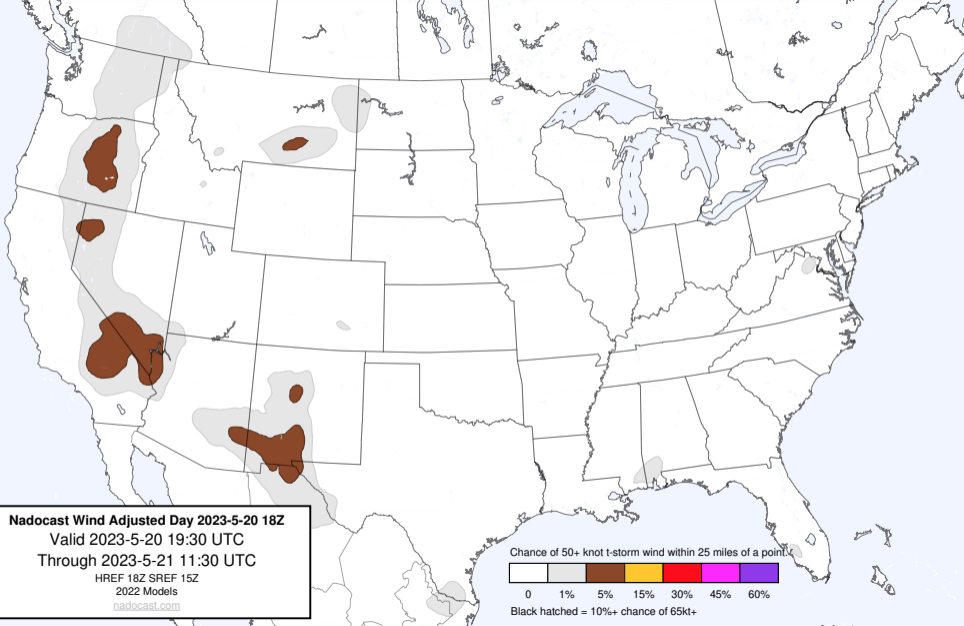 Nadocast Wind Adjusted Day 2023-5-20 18Z
Valid 2023-5-20 19:30 UTC
Through 2023-5-21 11:30 UTC
HREF 18Z SREF 15Z
2022 Models
nadocast.com
Chance of 50+ knot t-storm wind within 25 miles of a point.
0 1% 5% 15% 30% 45% 60%
Black hatched = 10%+ chance of 65kt+